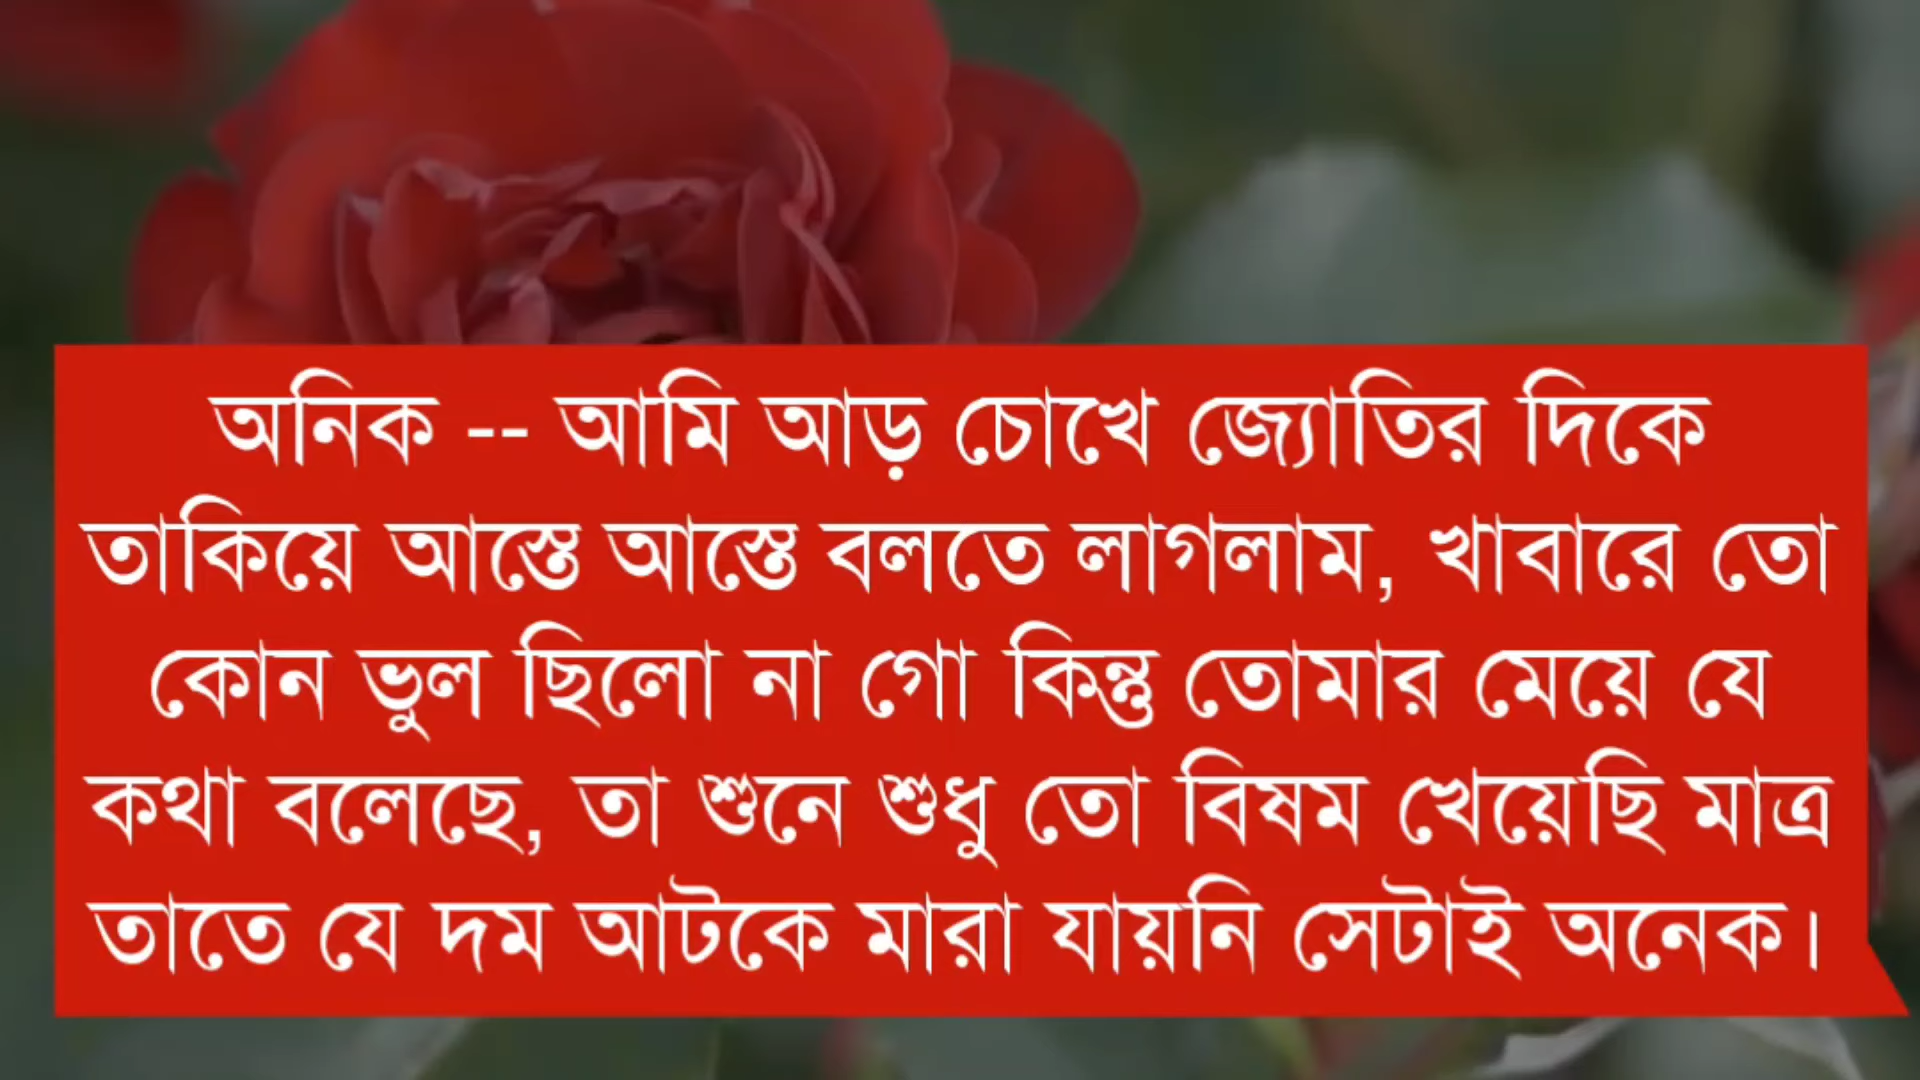 অনিক -- আমি আড় চোখে জ্যোতির দিকে
তাকিয়ে আস্তে আস্তে বলতে লাগলাম, খাবারে তো
কোন ভুল ছিলো না গো কিন্তু তোমার মেয়ে যে
কথা বলেছে, তা শুনে শুধু তো বিষম খেয়েছি মাত্র
তাতে যে দম আটকে মারা যায়নি সেটাই অনেক।